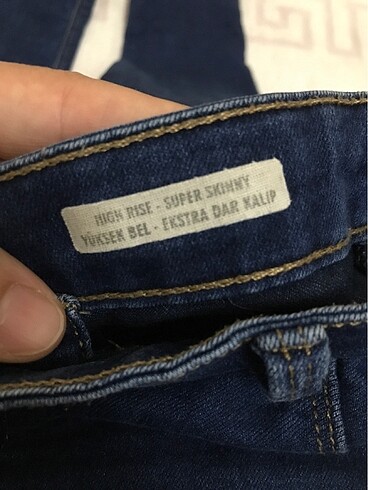 HIGH RISE - SUPER SKINNY
YÜKSEK BEL - EKSTRA DAR KALIP